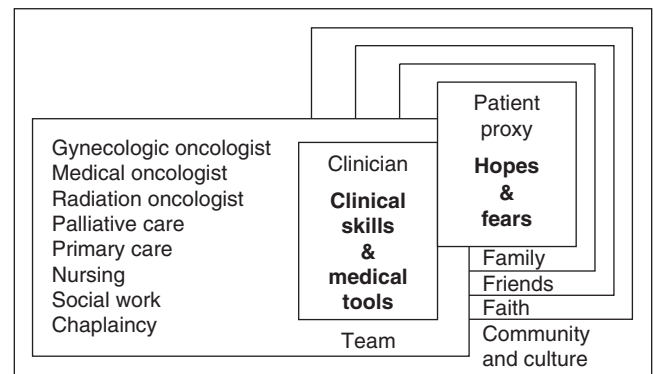 Gynecologic oncologist
Medical oncologist
Radiation oncologist
Palliative care
Primary care
Nursing
Social work
Chaplaincy
Clinician
Clinical
skills
&
medical
tools
Team
Patient
proxy
Hopes
&
fears
Family
Friends
Faith
Community
and culture